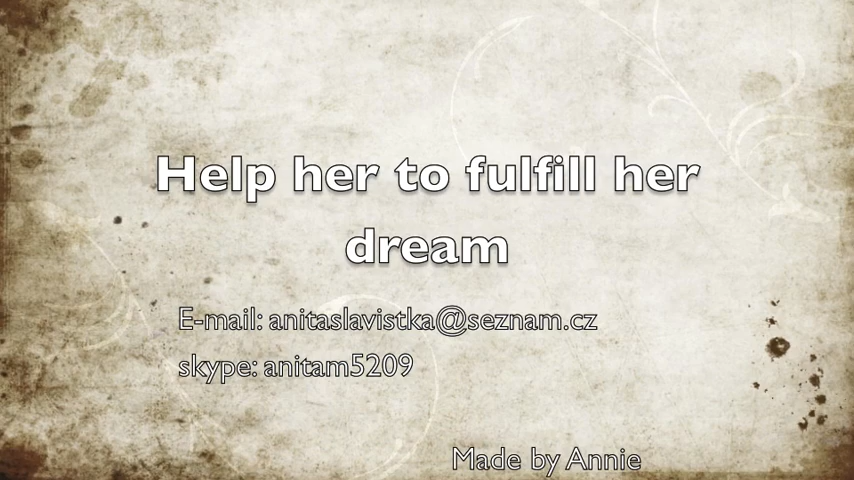 Help her to fulfill her
dream
E-mail: anitaslavistka@seznam.cz
skype: anitam5209
Made by Annie